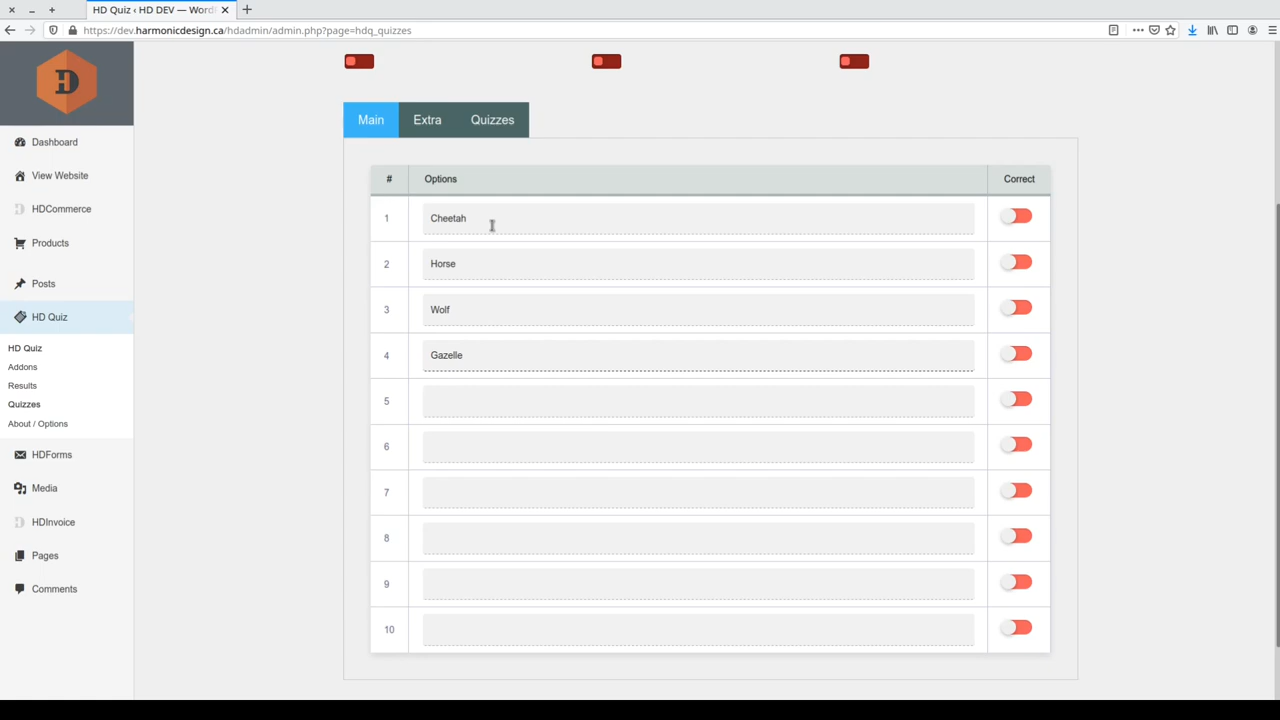 HD Quiz ‹ HD DEV — Word
https://dev.harmonicdesign.ca/hdadmin/admin.php?page=hdq_quizzes
Dashboard
View Website
HDCommerce
Products
Posts
HD Quiz
HD Quiz
Addons
Results
Quizzes
About / Options
HDForms
Media
HDInvoice
Pages
Comments
Main Extra Quizzes
# Options Correct
1 Cheetah
2 Horse
3 Wolf
4 Gazelle
5
6
7
8
9
10